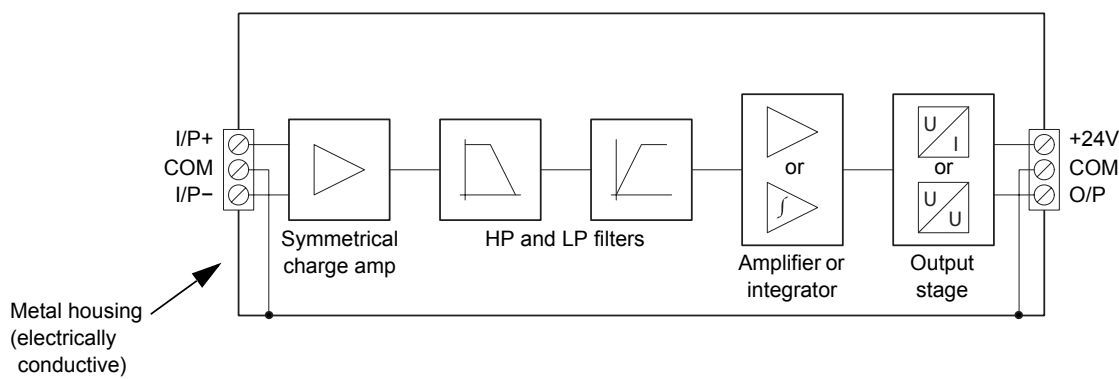 I/P+
COM
I/P−
Symmetrical
charge amp
HP and LP filters
or
∫
Amplifier or
integrator
U
I
or
U
U
Output
stage
+24V
COM
O/P
Metal housing
(electrically
conductive)